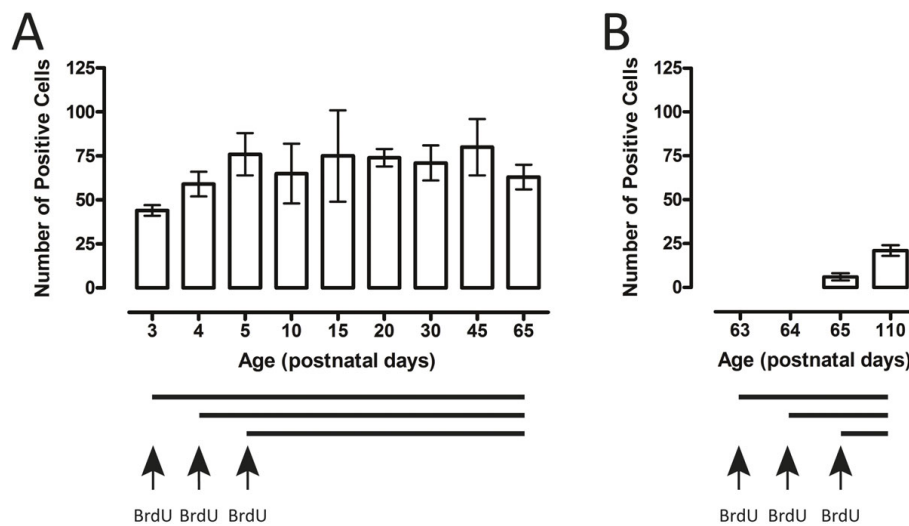 A
Number of Positive Cells
125
100
75
50
25
0
3 4 5 10 15 20 30 45 65
Age (postnatal days)
BrdU BrdU BrdU
B
Number of Positive Cells
125
100
75
50
25
0
63 64 65 110
Age (postnatal days)
BrdU BrdU BrdU